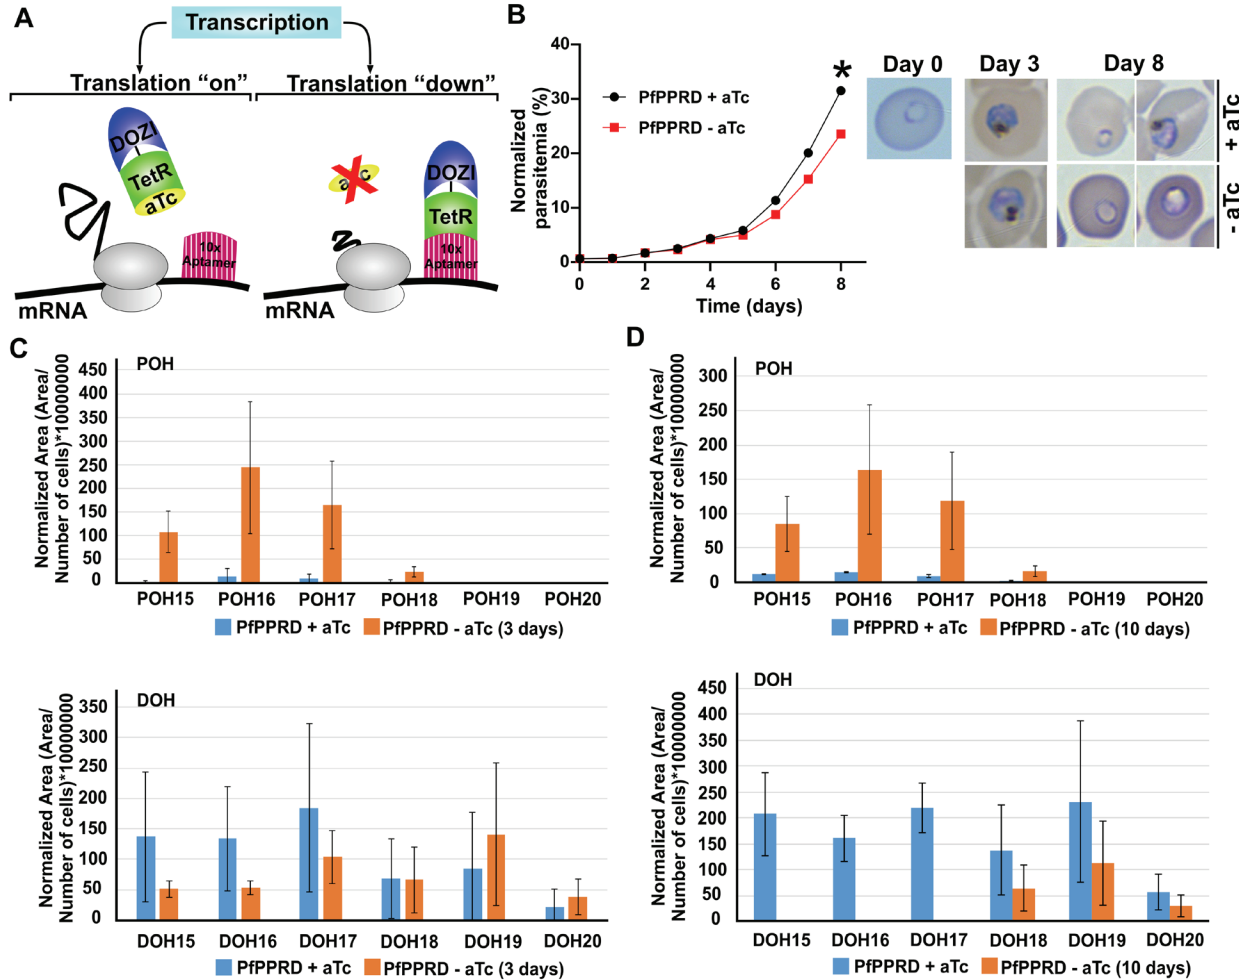 A
Transcription
Translation “on”
Translation “down”
DOZI
TetR
aTc
10x
Aptamer
mRNA
aTc
DOZI
TetR
10x
Aptamer
mRNA
B
Normalized
parasitemia (%)
40
30
20
10
0
0
2
4
6
8
Time (days)
PfPPRD + aTc
PfPPRD - aTc
*
Day 0
Day 3
Day 8
+ aTc
- aTc
C
POH
Normalized Area (Area/
Number of cells)*10000000
450
400
350
300
250
200
150
100
50
0
POH15
POH16
POH17
POH18
POH19
POH20
PfPPRD + aTc
PfPPRD - aTc (3 days)
DOH
Normalized Area (Area/
Number of cells)*10000000
350
300
250
200
150
100
50
0
DOH15
DOH16
DOH17
DOH18
DOH19
DOH20
PfPPRD + aTc
PfPPRD - aTc (3 days)
D
POH
Normalized Area (Area/
Number of cells)*10000000
300
250
200
150
100
50
0
POH15
POH16
POH17
POH18
POH19
POH20
PfPPRD + aTc
PfPPRD - aTc (10 days)
DOH
Normalized Area (Area/
Number of cells)*10000000
450
400
350
300
250
200
150
100
50
0
DOH15
DOH16
DOH17
DOH18
DOH19
DOH20
PfPPRD + aTc
PfPPRD - aTc (10 days)